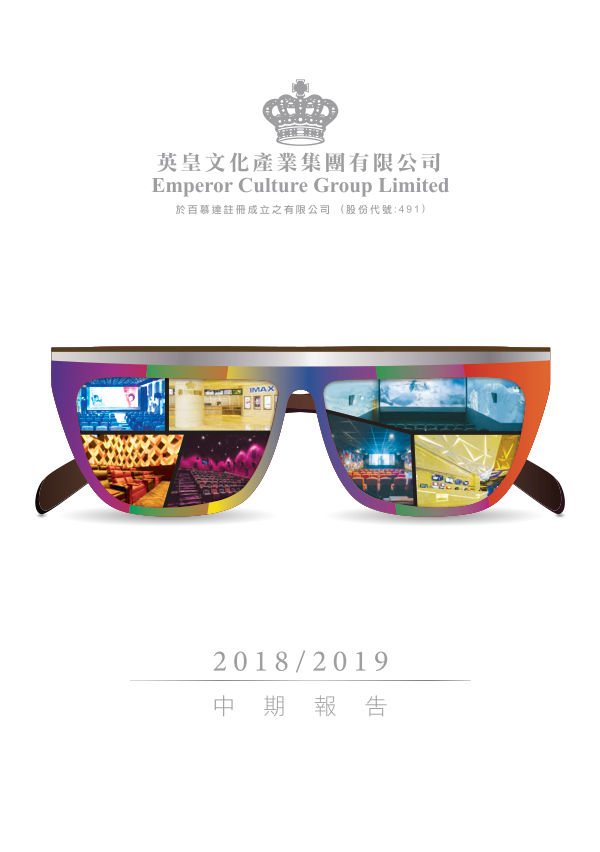 英皇文化產業集團有限公司
Emperor Culture Group Limited
於百慕達註冊成立之有限公司 (股份代號:491)
IMAX
2018/2019
中期報告